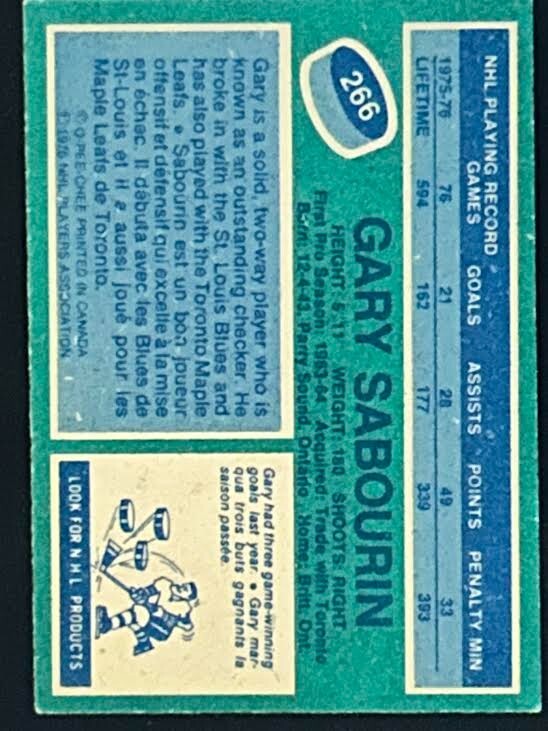 NHL PLAYING RECORD
GAMES GOALS ASSISTS POINTS PENALTY MIN
1975-76 76 21 28 49 33
LIFETIME 594 162 177 339 393
266
GARY SABOURIN
HEIGHT: 5:11 WEIGHT: 180 SHOOTS: RIGHT
First Pro Season: 1963-64 Acquired: Trade with Toronto
Born: 12-4-43, Parry Sound, Ontario Home: Britt, Ont.
Gary is a solid, two-way player who is
known as an outstanding checker. He
broke in with the St. Louis Blues and
has also played with the Toronto Maple
Leafs. • Sabourin est un bon joueur
offensif et défensif qui excelle à la mise
en échec. Il débuta avec les Blues de
St-Louis et il a aussi joué pour les
Maple Leafs de Toronto.
© O-PEE-CHEE PRINTED IN CANADA
© 1976 NHL PLAYERS ASSOCIATION
Gary had three game-winning
goals last year. • Gary mar-
qua trois buts gagnants la
saison passée.
LOOK FOR NHL PRODUCTS